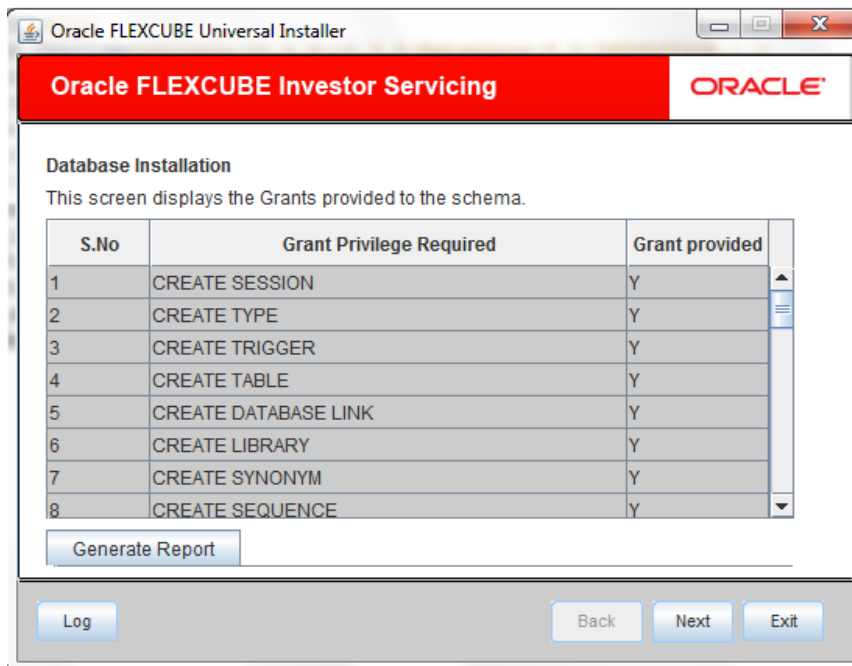 Oracle FLEXCUBE Universal Installer
Oracle FLEXCUBE Investor Servicing
ORACLE
Database Installation
This screen displays the Grants provided to the schema.
S.No Grant Privilege Required Grant provided
1 CREATE SESSION Y
2 CREATE TYPE Y
3 CREATE TRIGGER Y
4 CREATE TABLE Y
5 CREATE DATABASE LINK Y
6 CREATE LIBRARY Y
7 CREATE SYNONYM Y
8 CREATE SEQUENCE Y
Generate Report
Log Back Next Exit